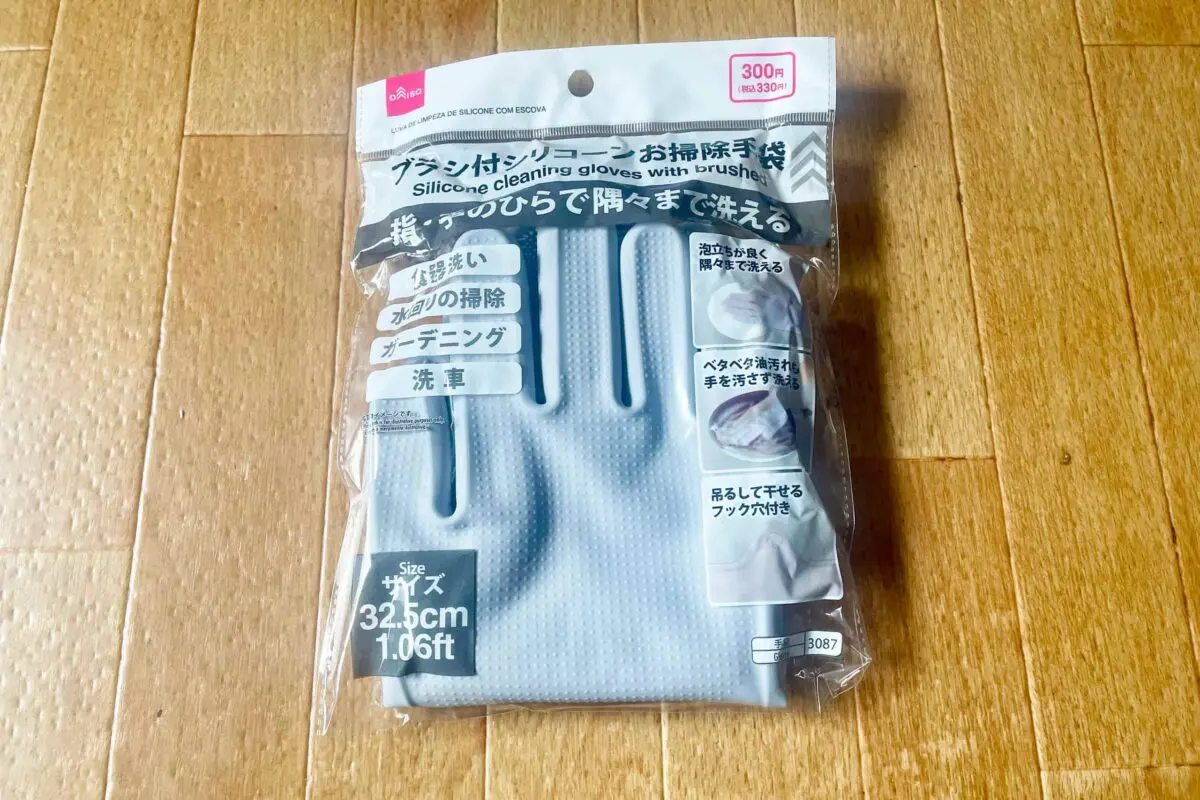 DAISO
300円
(税込330円)
LUVA DE LIMPEZA DE SILICONE COM ESCOVA
ブラシ付シリコーンお掃除手袋
Silicone cleaning gloves with brushed
指・手のひらで隅々まで洗える
食器洗い
水回りの掃除
ガーデニング
洗車
泡立ちが良く
隅々まで洗える
ベタベタ油汚れも
手を汚さず洗える
吊るして干せる
フック穴付き
Size
サイズ
32.5cm
1.06ft
3087